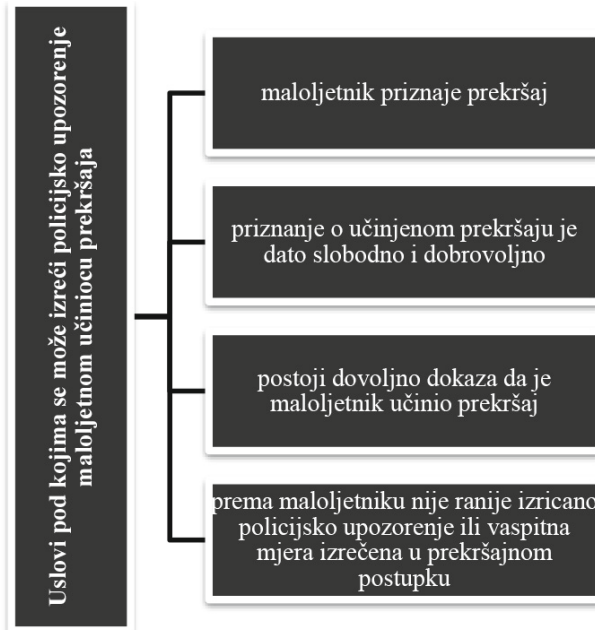 Uslovi pod kojima se može izreći policijsko upozorenje
maloljetnom učiniocu prekršaja
maloljetnik priznaje prekršaj
priznanje o učinjenom prekršaju je
dato slobodno i dobrovoljno
postoji dovoljno dokaza da je
maloljetnik učinio prekršaj
prema maloljetniku nije ranije izricano
policijsko upozorenje ili vaspitna
mjera izrečena u prekršajnom
postupku